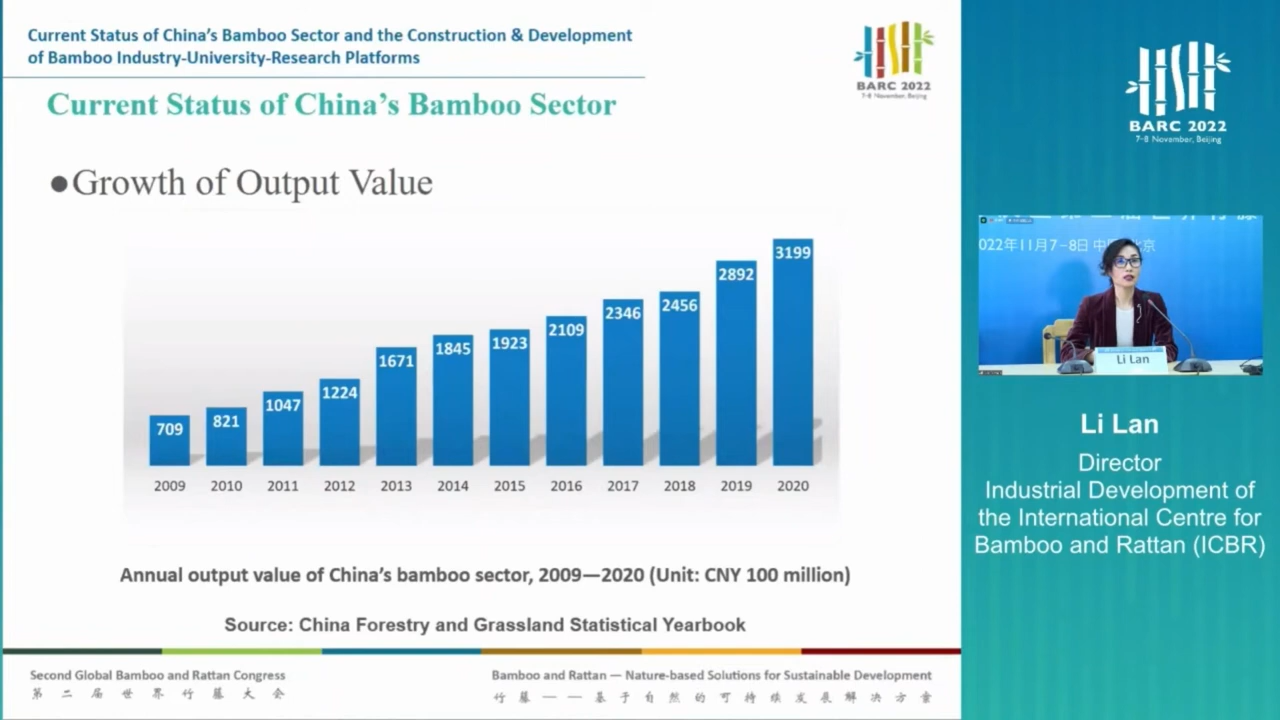 Current Status of China's Bamboo Sector and the Construction & Development
of Bamboo Industry-University-Research Platforms
BARC 2022
7-8 November, Beijing
Current Status of China's Bamboo Sector
●Growth of Output Value
709 821 1047 1224 1671 1845 1923 2109 2346 2456 2892 3199
2009 2010 2011 2012 2013 2014 2015 2016 2017 2018 2019 2020
Annual output value of China's bamboo sector, 2009—2020 (Unit: CNY 100 million)
Source: China Forestry and Grassland Statistical Yearbook
Second Global Bamboo and Rattan Congress
第二届世界竹藤大会
Bamboo and Rattan — Nature-based Solutions for Sustainable Development
竹藤——基于自然的可持续发展解决方案
BARC 2022
7-8 November, Beijing
022年11月7-8日 中 北京
Li Lan
Li Lan
Director
Industrial Development of
the International Centre for
Bamboo and Rattan (ICBR)